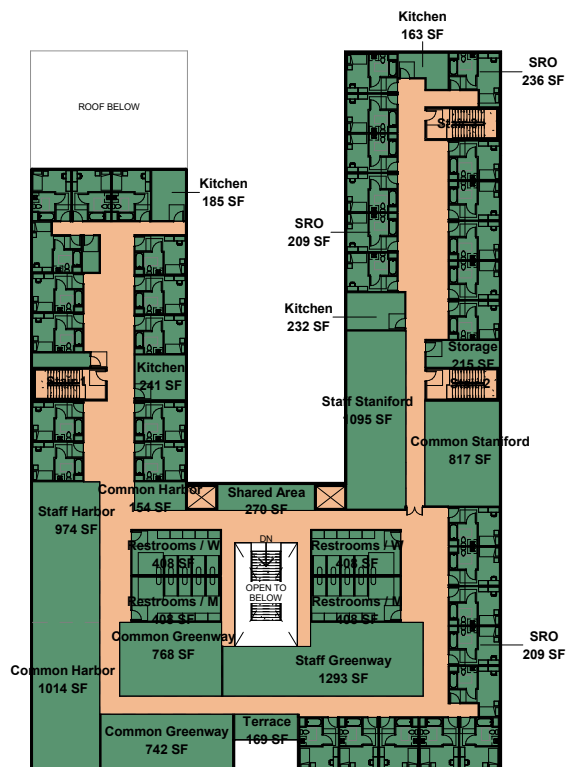 Kitchen
163 SF
SRO
236 SF
ROOF BELOW
Kitchen
185 SF
SRO
209 SF
Kitchen
232 SF
Storage
215 SF
Kitchen
241 SF
Stair 1
Stair 2
Staff Staniford
1095 SF
Common Staniford
817 SF
Common Harbor
154 SF
Shared Area
270 SF
Staff Harbor
974 SF
DN
Restrooms / W
408 SF
Restrooms / W
408 SF
OPEN TO
BELOW
Restrooms / M
408 SF
Restrooms / M
408 SF
Common Greenway
768 SF
Staff Greenway
1293 SF
SRO
209 SF
Common Harbor
1014 SF
Common Greenway
742 SF
Terrace
169 SF